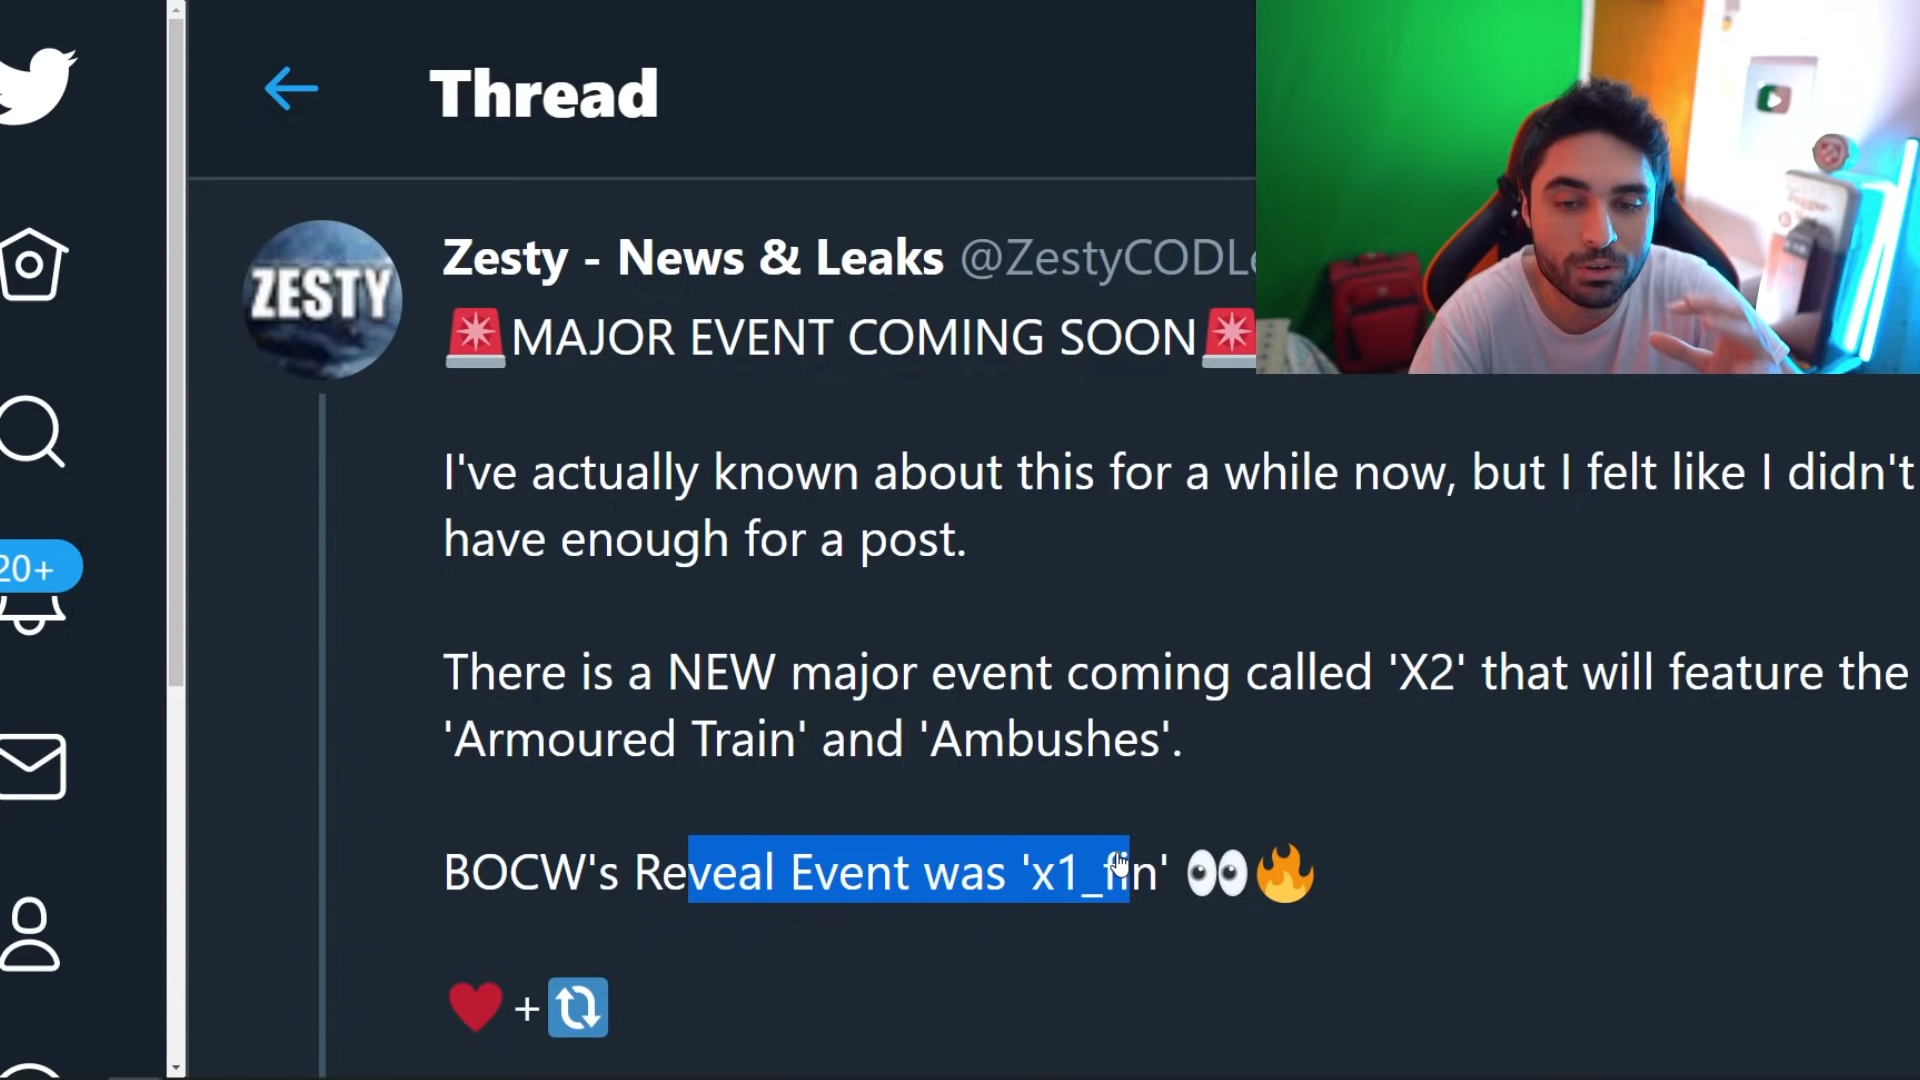 Thread
ZESTY
Zesty - News & Leaks @ZestyCODLe
🚨MAJOR EVENT COMING SOON🚨
I've actually known about this for a while now, but I felt like I didn't
have enough for a post.
20+
There is a NEW major event coming called 'X2' that will feature the
'Armoured Train' and 'Ambushes'.
BOCW's Reveal Event was 'x1_fin' 👀🔥
❤️+🔃